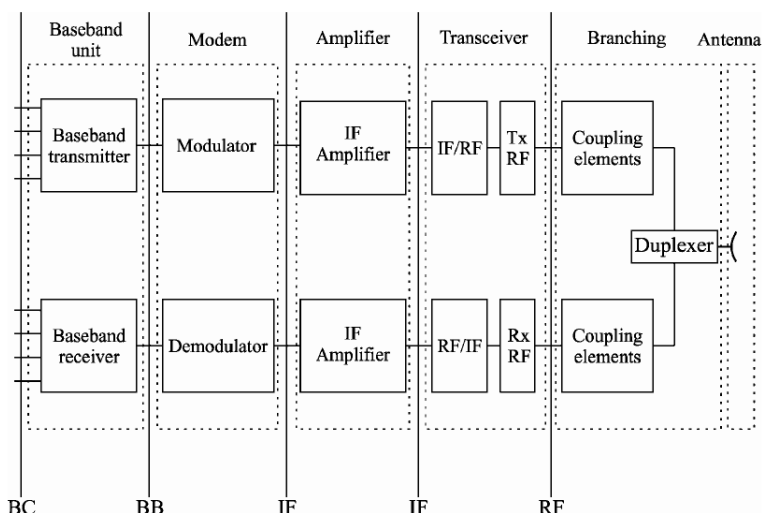 Baseband unit
Modem
Amplifier
Transceiver
Branching
Antenna
Baseband transmitter
Modulator
IF Amplifier
IF/RF
Tx RF
Coupling elements
Duplexer
Baseband receiver
Demodulator
IF Amplifier
RF/IF
Rx RF
Coupling elements
BC
BB
IF
IF
RF